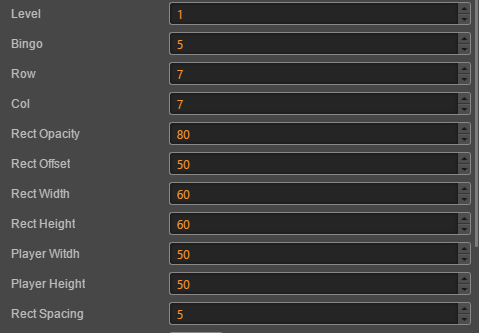 Level 1
Bingo 5
Row 7
Col 7
Rect Opacity 80
Rect Offset 50
Rect Width 60
Rect Height 60
Player Witdh 50
Player Height 50
Rect Spacing 5